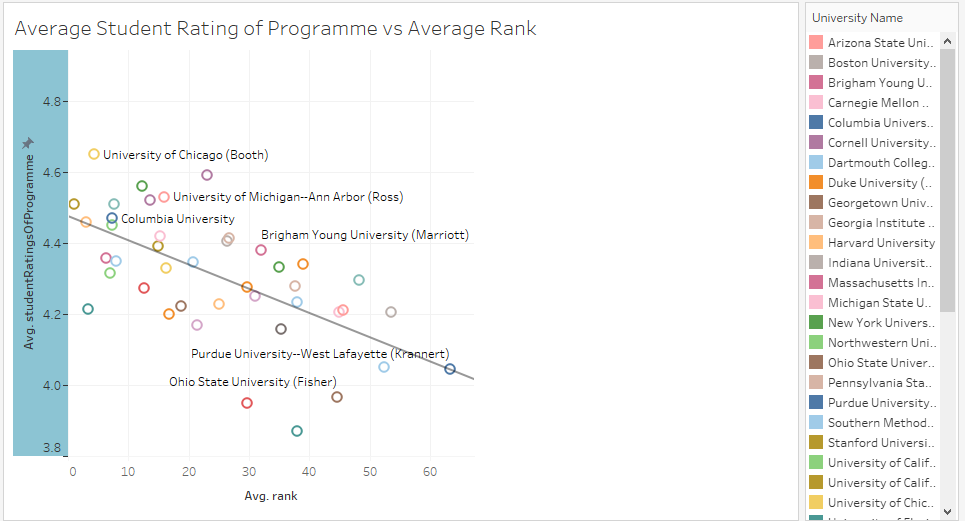 Average Student Rating of Programme vs Average Rank
University Name
Arizona State Uni..
Boston University..
Brigham Young U..
Carnegie Mellon ..
Columbia Univers..
Cornell University..
Dartmouth Colleg..
Duke University (..
Georgetown Univ..
Georgia Institute ..
Harvard University
Indiana Universit..
Massachusetts In..
Michigan State U..
New York Univers..
Northwestern Uni..
Ohio State Univer..
Pennsylvania Sta..
Purdue University..
Southern Method..
Stanford Universi..
University of Calif..
University of Calif..
University of Chic..
Avg. studentRatingsOfProgramme
4.8
4.6
4.4
4.2
4.0
3.8
University of Chicago (Booth)
University of Michigan--Ann Arbor (Ross)
Columbia University
Brigham Young University (Marriott)
Purdue University--West Lafayette (Krannert)
Ohio State University (Fisher)
0 10 20 30 40 50 60
Avg. rank